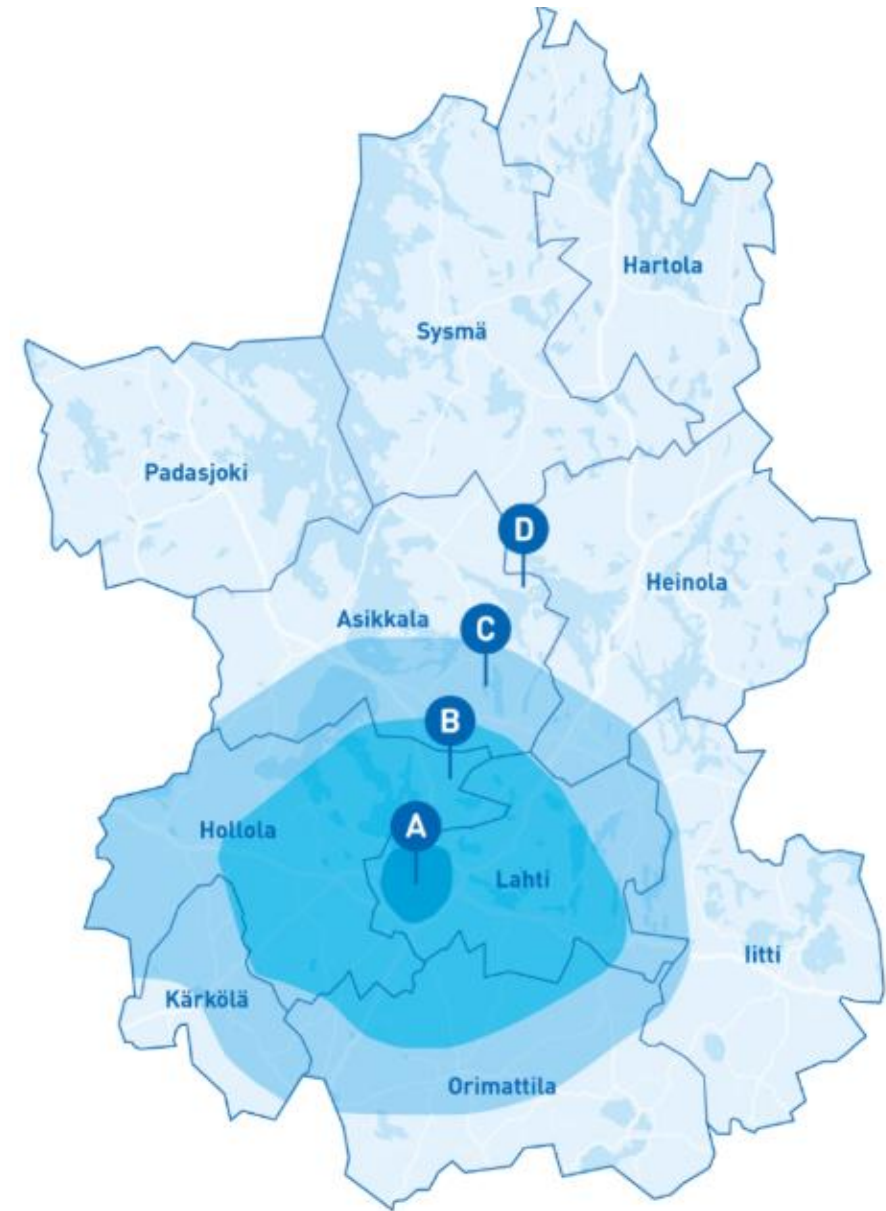 Hartola
Sysmä
Padasjoki
D
Heinola
Asikkala
C
B
A
Hollola
Lahti
Iitti
Kärkölä
Orimattila